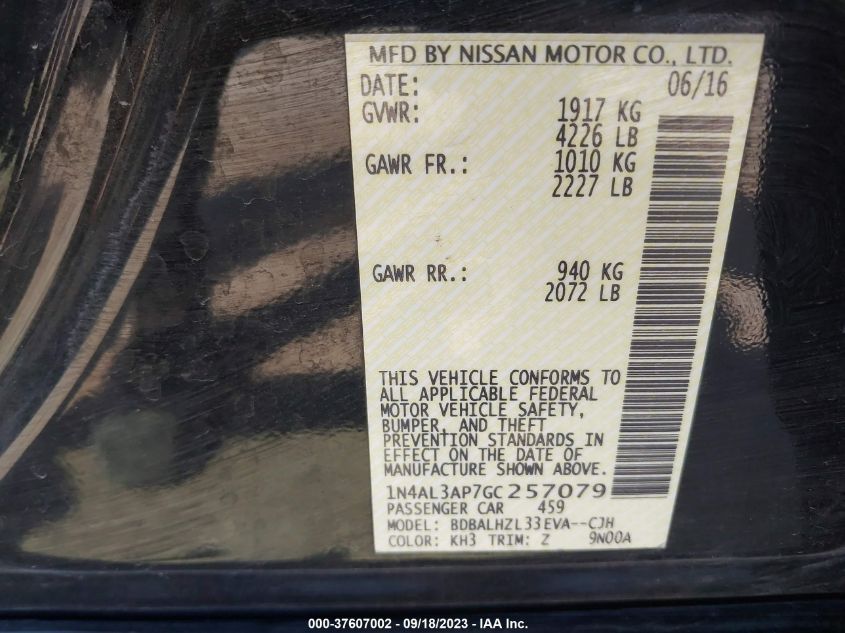 MFD BY NISSAN MOTOR CO., LTD.
DATE: 06/16
GVWR: 1917 KG
4226 LB
GAWR FR.: 1010 KG
2227 LB
GAWR RR.: 940 KG
2072 LB
THIS VEHICLE CONFORMS TO
ALL APPLICABLE FEDERAL
MOTOR VEHICLE SAFETY,
BUMPER, AND THEFT
PREVENTION STANDARDS IN
EFFECT ON THE DATE OF
MANUFACTURE SHOWN ABOVE.
1N4AL3AP7GC257079
PASSENGER CAR 459
MODEL: BDBALHZL33EVA--CJH
COLOR: KH3 TRIM: Z 9N00A
000-37607002 - 09/18/2023 - IAA Inc.